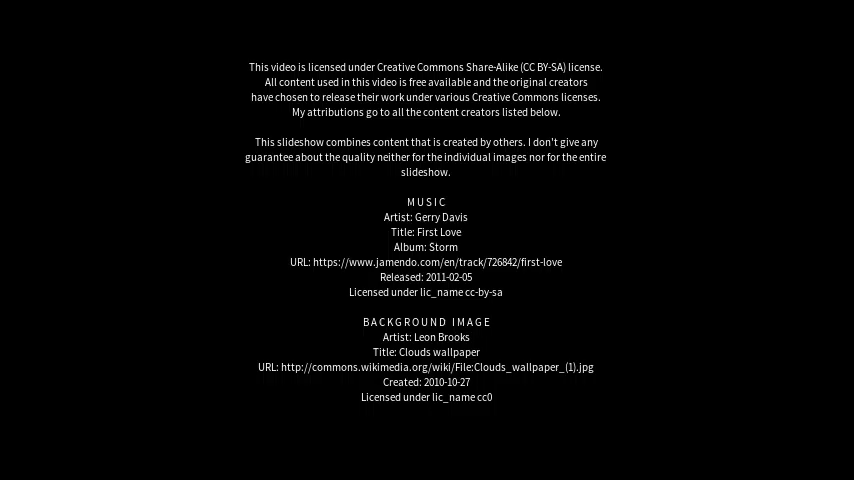 This video is licensed under Creative Commons Share-Alike (CC BY-SA) license.
All content used in this video is free available and the original creators
have chosen to release their work under various Creative Commons licenses.
My attributions go to all the content creators listed below.
This slideshow combines content that is created by others. I don't give any
guarantee about the quality neither for the individual images nor for the entire
slideshow.
M U S I C
Artist: Gerry Davis
Title: First Love
Album: Storm
URL: https://www.jamendo.com/en/track/726842/first-love
Released: 2011-02-05
Licensed under lic_name cc-by-sa
B A C K G R O U N D   I M A G E
Artist: Leon Brooks
Title: Clouds wallpaper
URL: http://commons.wikimedia.org/wiki/File:Clouds_wallpaper_(1).jpg
Created: 2010-10-27
Licensed under lic_name cc0